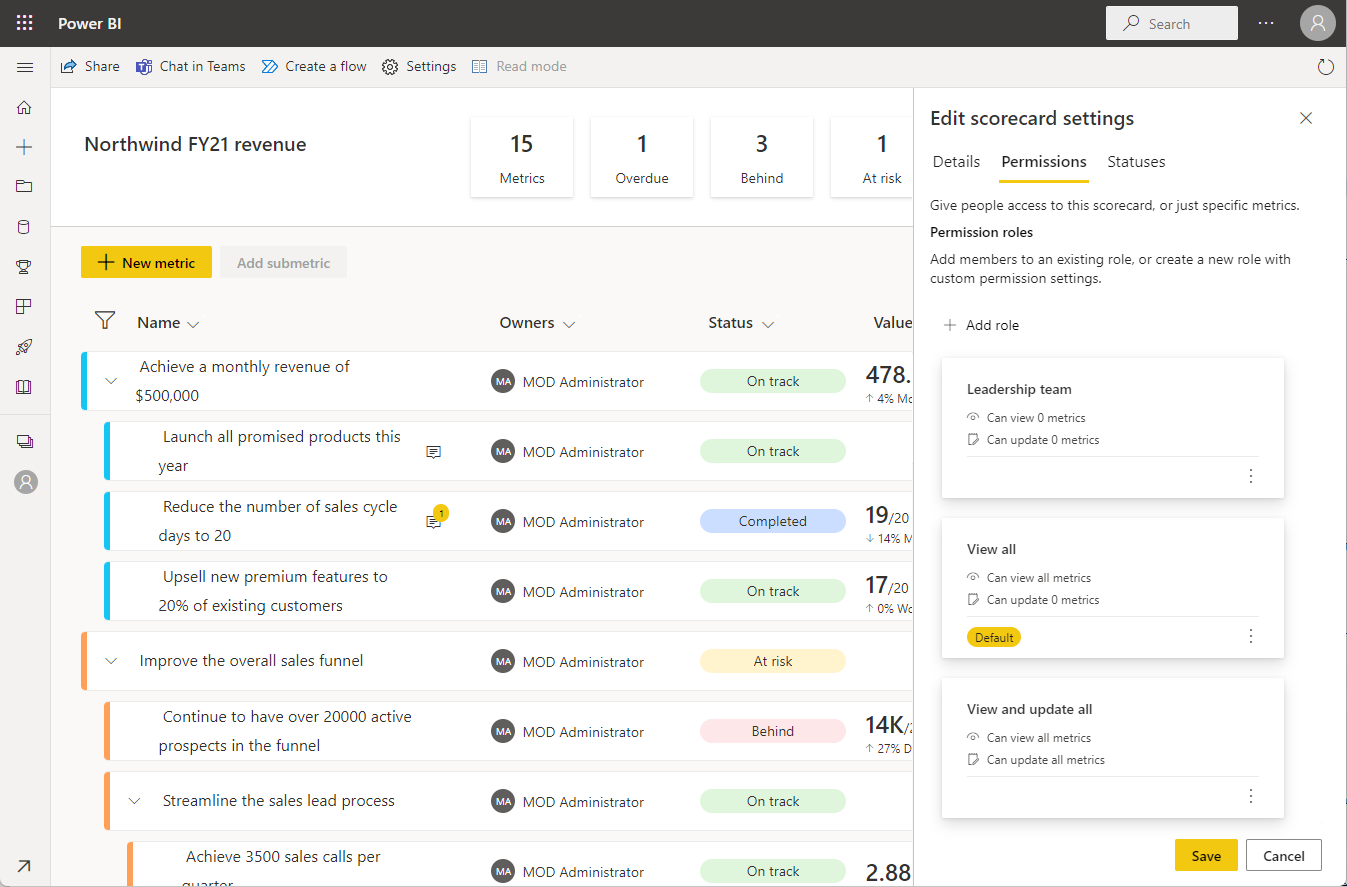 Power BI
Search
Share
Chat in Teams
Create a flow
Settings
Read mode
Northwind FY21 revenue
15
Metrics
1
Overdue
3
Behind
1
At risk
New metric
Add submetric
Name
Owners
Status
Value
Achieve a monthly revenue of
$500,000
MA MOD Administrator
On track
478.
↑ 4% Mo
Launch all promised products this
year
MA MOD Administrator
On track
Reduce the number of sales cycle
days to 20
1
MA MOD Administrator
Completed
19/20
↓ 14% M
Upsell new premium features to
20% of existing customers
MA MOD Administrator
On track
17/20
↑ 0% Wo
Improve the overall sales funnel
MA MOD Administrator
At risk
Continue to have over 20000 active
prospects in the funnel
MA MOD Administrator
Behind
14K/
↑ 27% D
Streamline the sales lead process
MA MOD Administrator
On track
Achieve 3500 sales calls per
quarter
MA MOD Administrator
On track
2.88
Edit scorecard settings
Details
Permissions
Statuses
Give people access to this scorecard, or just specific metrics.
Permission roles
Add members to an existing role, or create a new role with
custom permission settings.
Add role
Leadership team
Can view 0 metrics
Can update 0 metrics
View all
Can view all metrics
Can update 0 metrics
Default
View and update all
Can view all metrics
Can update all metrics
Save
Cancel